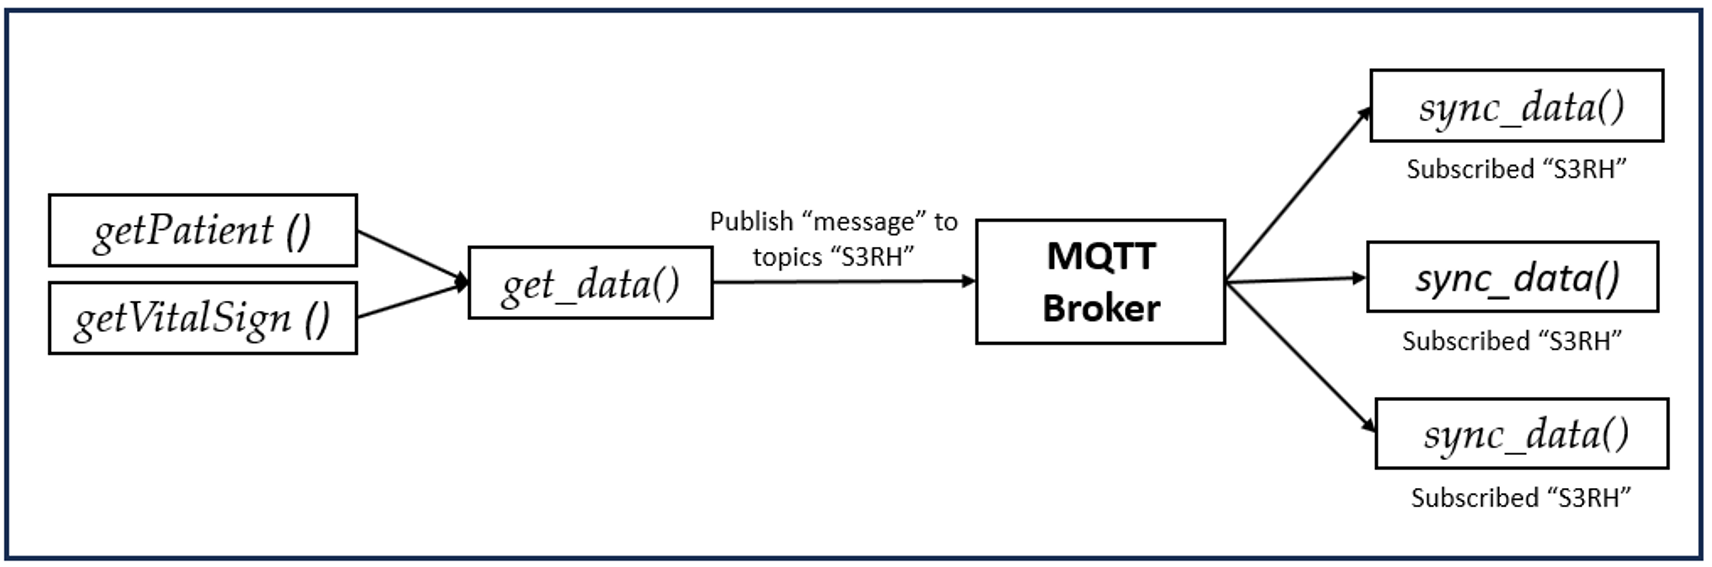 getPatient ()
getVitalSign ()
get_data()
Publish “message” to
topics “S3RH”
MQTT
Broker
sync_data()
Subscribed “S3RH”
sync_data()
Subscribed “S3RH”
sync_data()
Subscribed “S3RH”